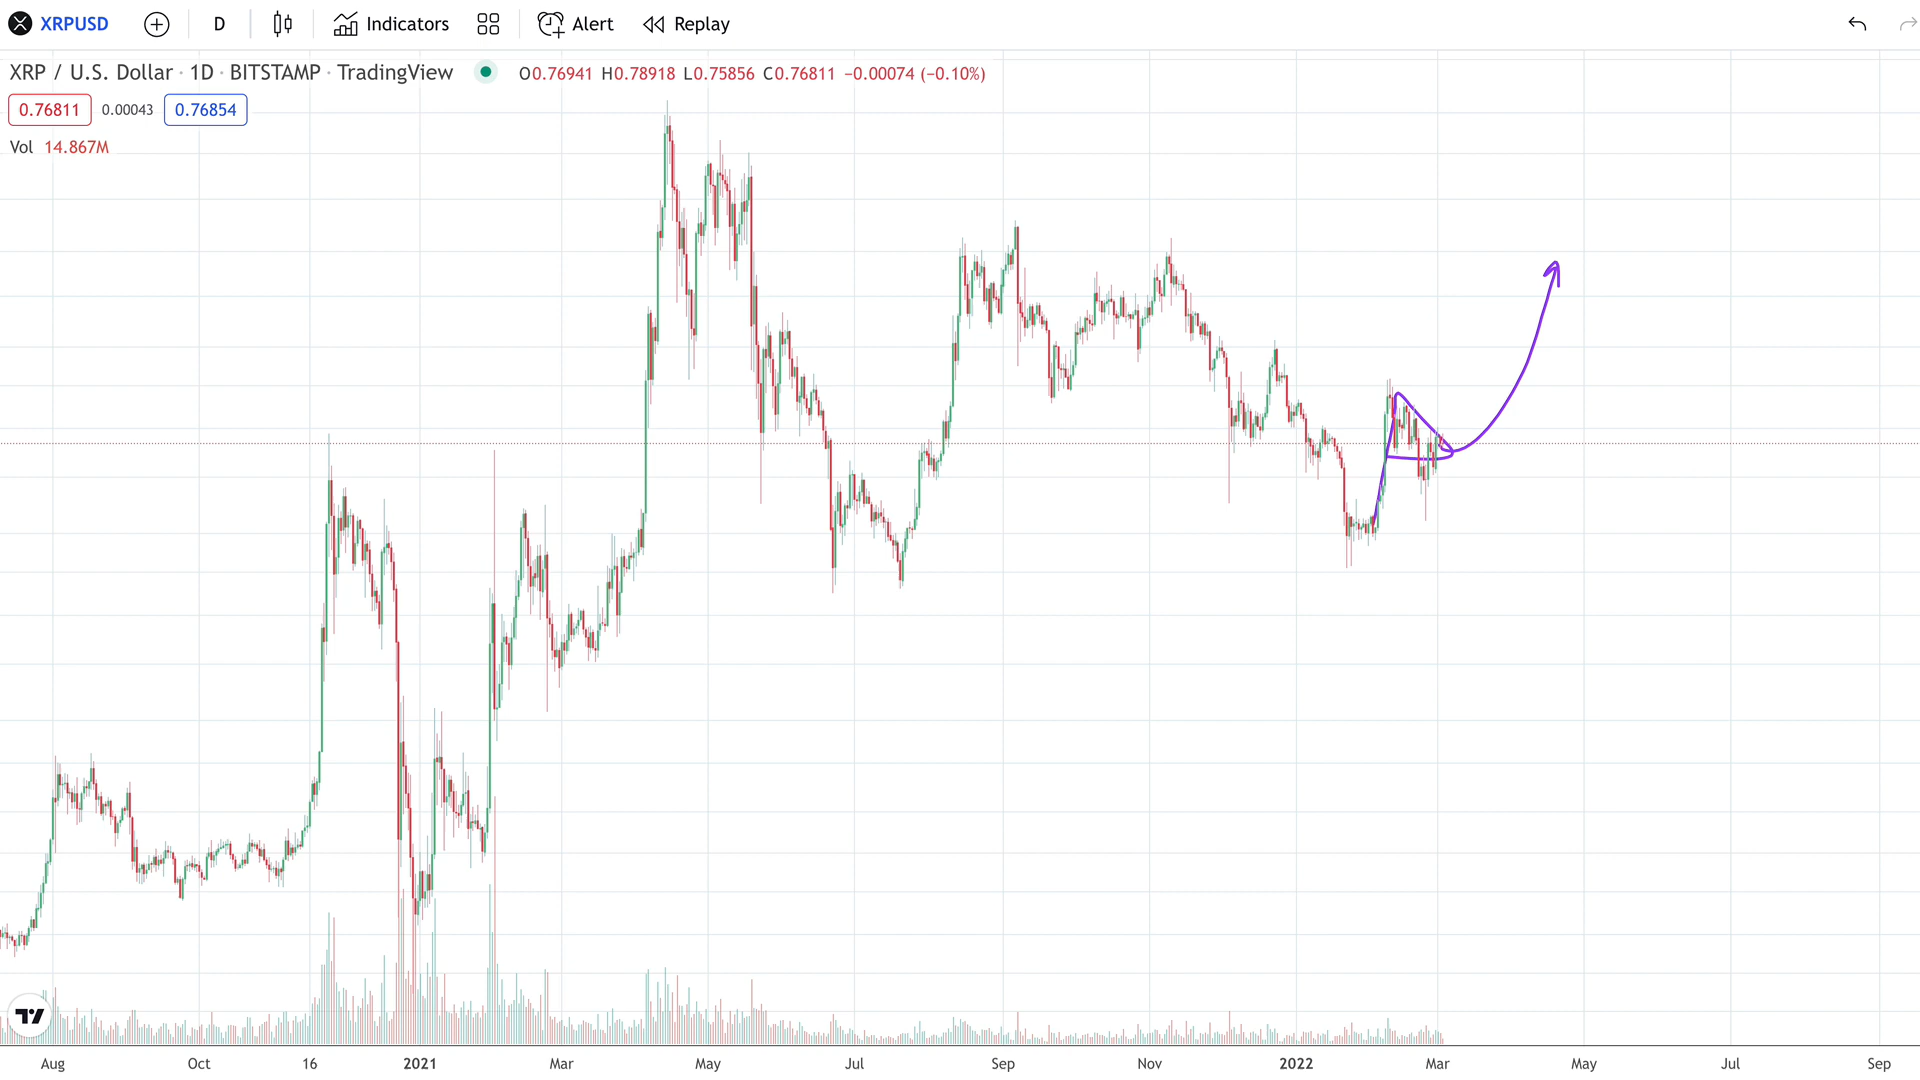 XRPUSD D Indicators Alert Replay
XRP / U.S. Dollar · 1D · BITSTAMP · TradingView O0.76941 H0.78918 L0.75856 C0.76811 −0.00074 (−0.10%)
0.76811 0.00043 0.76854
Vol 14.867M
Aug Oct 16 2021 Mar May Jul Sep Nov 2022 Mar May Jul Sep